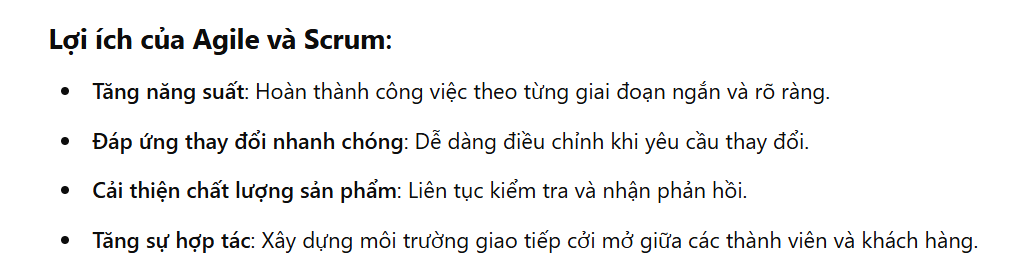 Lợi ích của Agile và Scrum:
• Tăng năng suất: Hoàn thành công việc theo từng giai đoạn ngắn và rõ ràng.
• Đáp ứng thay đổi nhanh chóng: Dễ dàng điều chỉnh khi yêu cầu thay đổi.
• Cải thiện chất lượng sản phẩm: Liên tục kiểm tra và nhận phản hồi.
• Tăng sự hợp tác: Xây dựng môi trường giao tiếp cởi mở giữa các thành viên và khách hàng.